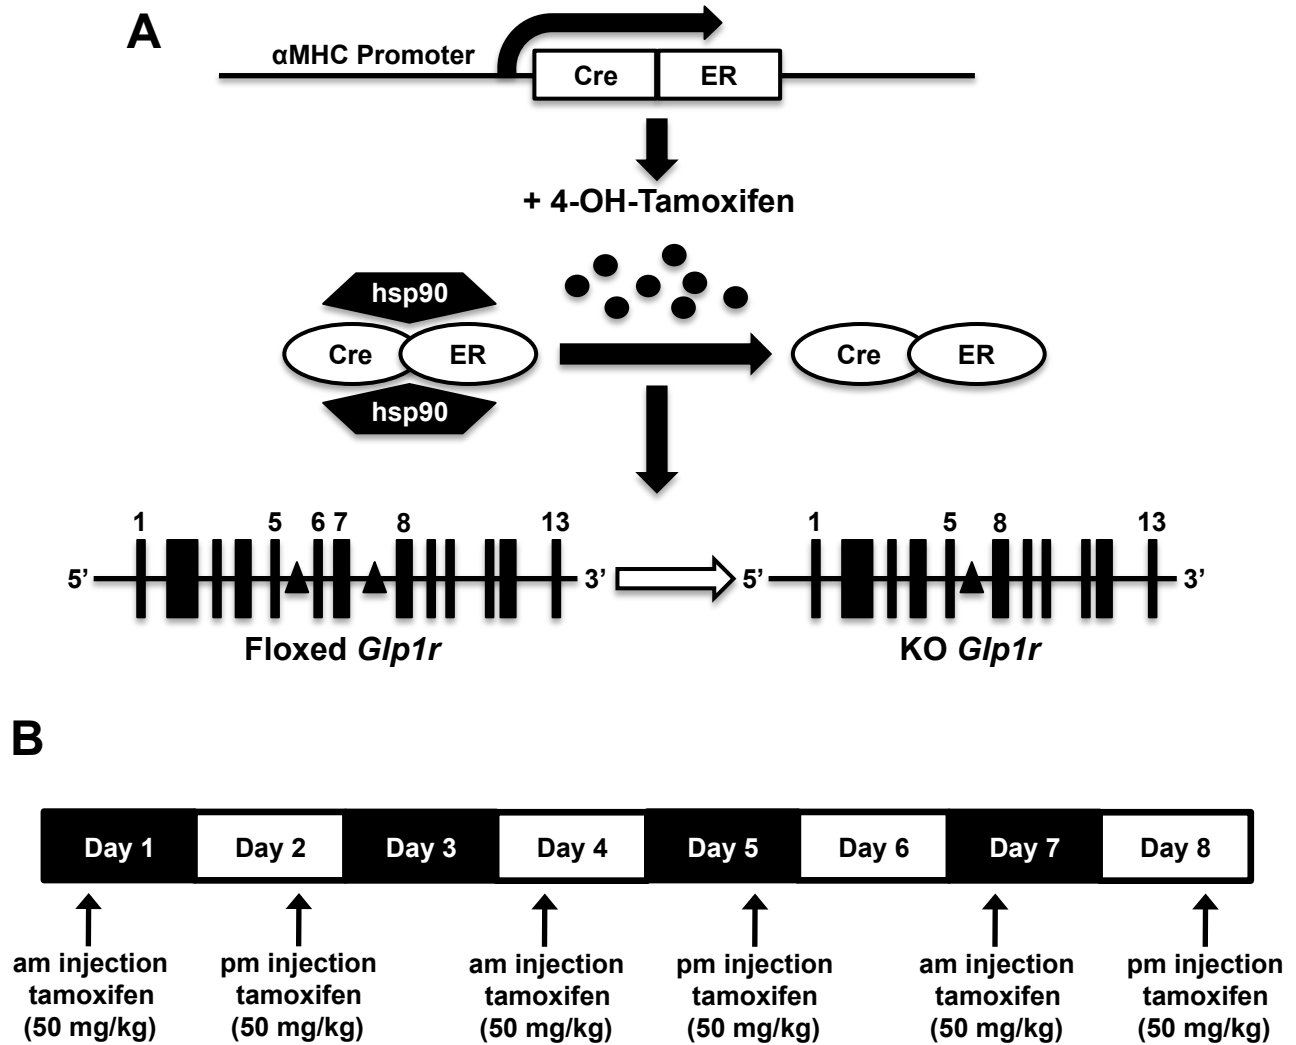 A
αMHC Promoter
Cre ER
+ 4-OH-Tamoxifen
hsp90
Cre ER
hsp90
Cre ER
1 5 6 7 8 13
5’ 3’
Floxed Glp1r
1 5 8 13
5’ 3’
KO Glp1r
B
Day 1 Day 2 Day 3 Day 4 Day 5 Day 6 Day 7 Day 8
am injection
tamoxifen
(50 mg/kg)
pm injection
tamoxifen
(50 mg/kg)
am injection
tamoxifen
(50 mg/kg)
pm injection
tamoxifen
(50 mg/kg)
am injection
tamoxifen
(50 mg/kg)
pm injection
tamoxifen
(50 mg/kg)